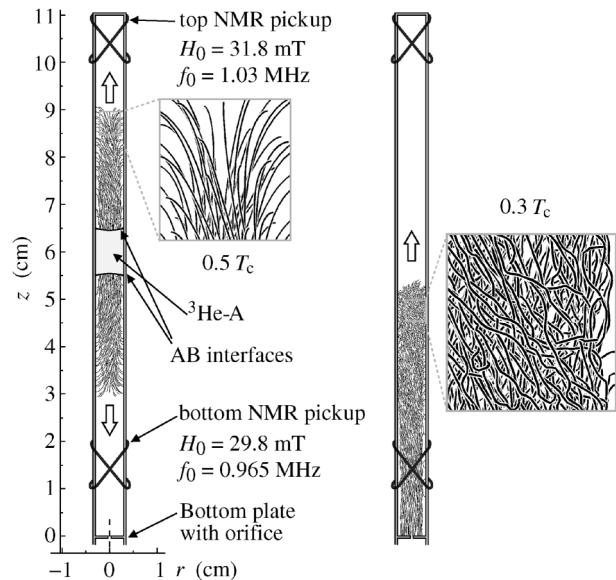 11
10
9
8
7
6
5
4
3
2
1
0
z (cm)
−1
0
1
r (cm)
top NMR pickup
H0 = 31.8 mT
f0 = 1.03 MHz
0.5 Tc
3He-A
AB interfaces
bottom NMR pickup
H0 = 29.8 mT
f0 = 0.965 MHz
Bottom plate
with orifice
0.3 Tc